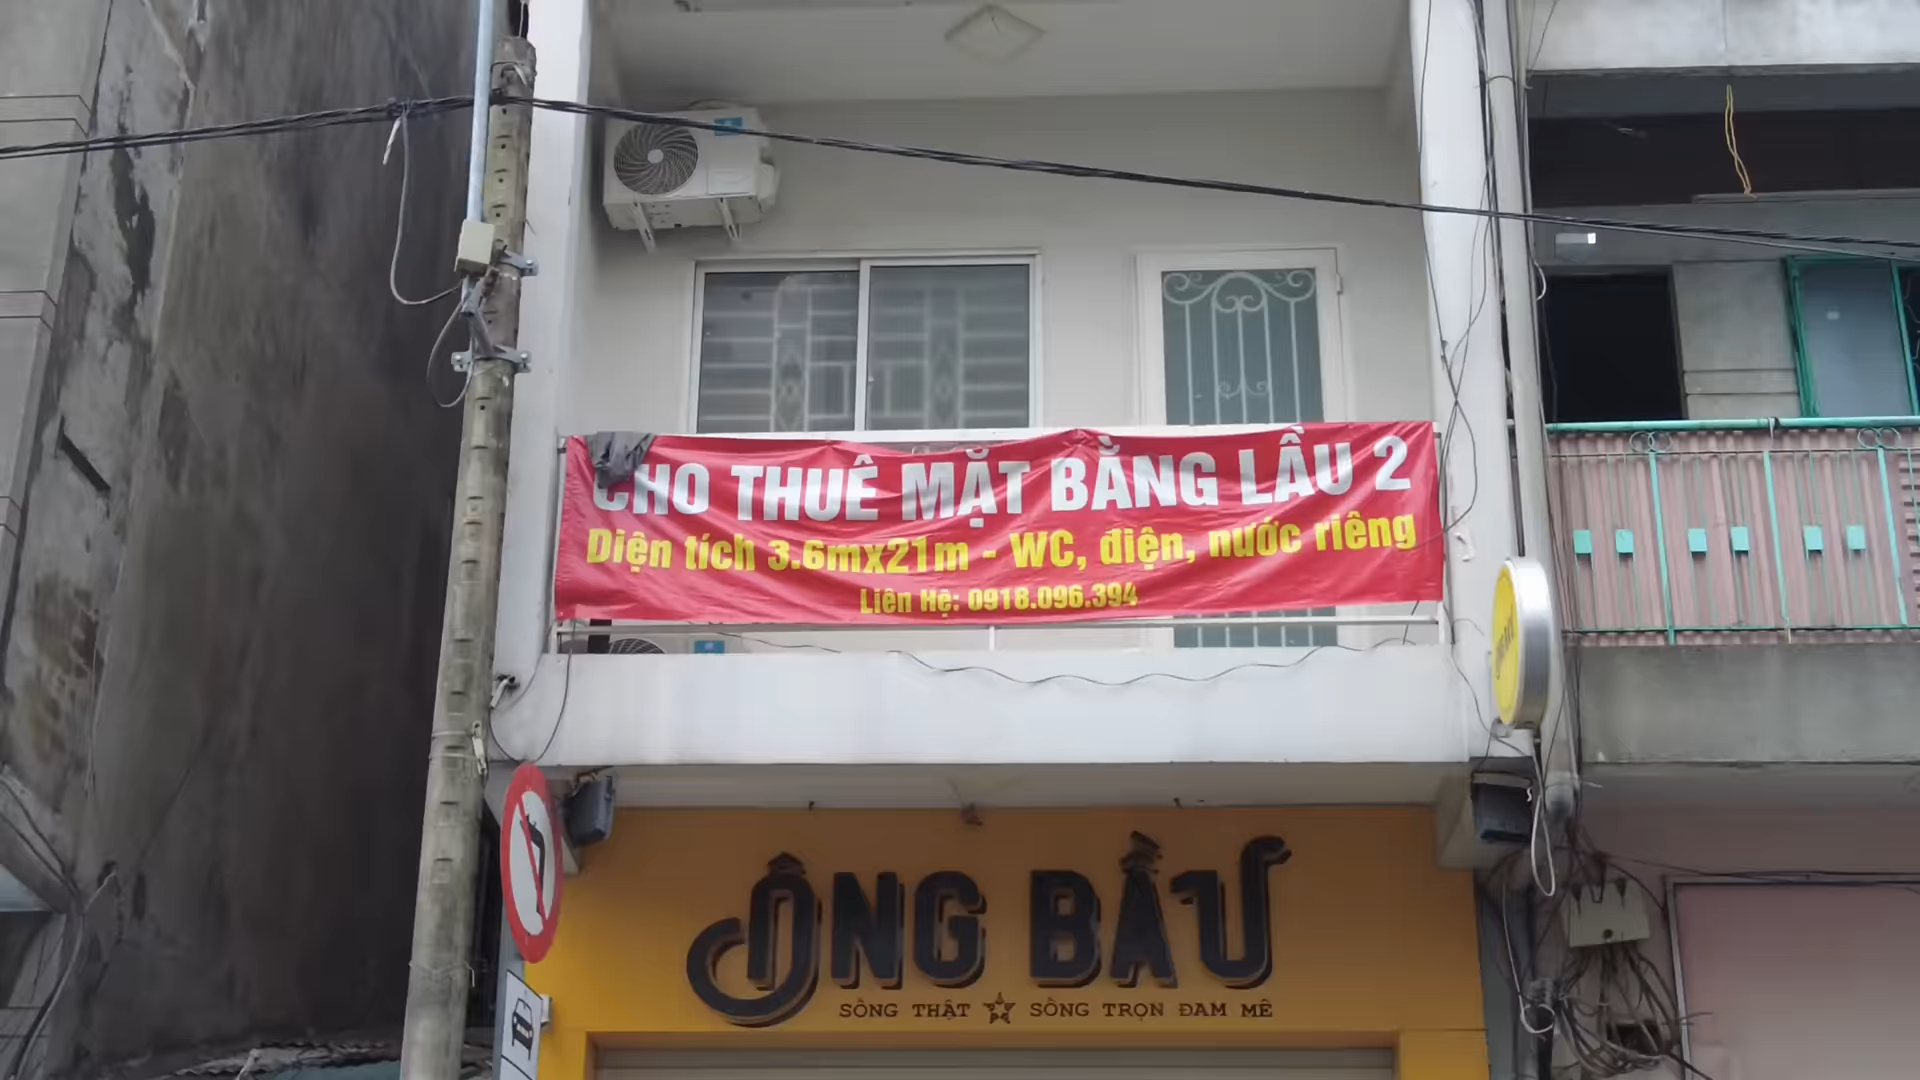 CHO THUÊ MẶT BẰNG LẦU 2
Diện tích 3.6mx21m - WC, điện, nước riêng
Liên Hệ: 0918.096.394
ÔNG BẦU
SỐNG THẬT ★ SỐNG TRỌN ĐAM MÊ